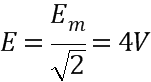 E = E_m/√2 = 4V